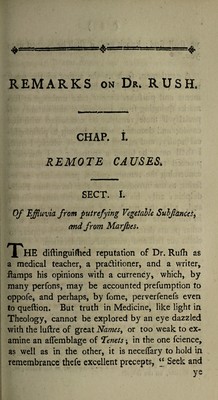 REMARKS ON DR. RUSH.
CHAP. I.
REMOTE CAUSES.
SECT. I.
Of Effluvia from putrefying Vegetable Subſtances,
and from Marſhes.
THE diſtinguiſhed reputation of Dr. Ruſh as
a medical teacher, a practitioner, and a writer,
ſtamps his opinions with a currency, which, by
many perſons, may be accounted preſumption to
oppoſe, and perhaps, by ſome, perverſeneſs even
to queſtion. But truth in Medicine, like light in
Theology, cannot be explored by an eye dazzled
with the luſtre of great Names, or too weak to ex-
amine an aſſemblage of Tenets; in the one ſcience,
as well as in the other, it is neceſſary to hold in
remembrance theſe excellent precepts, “ Seek and
ye